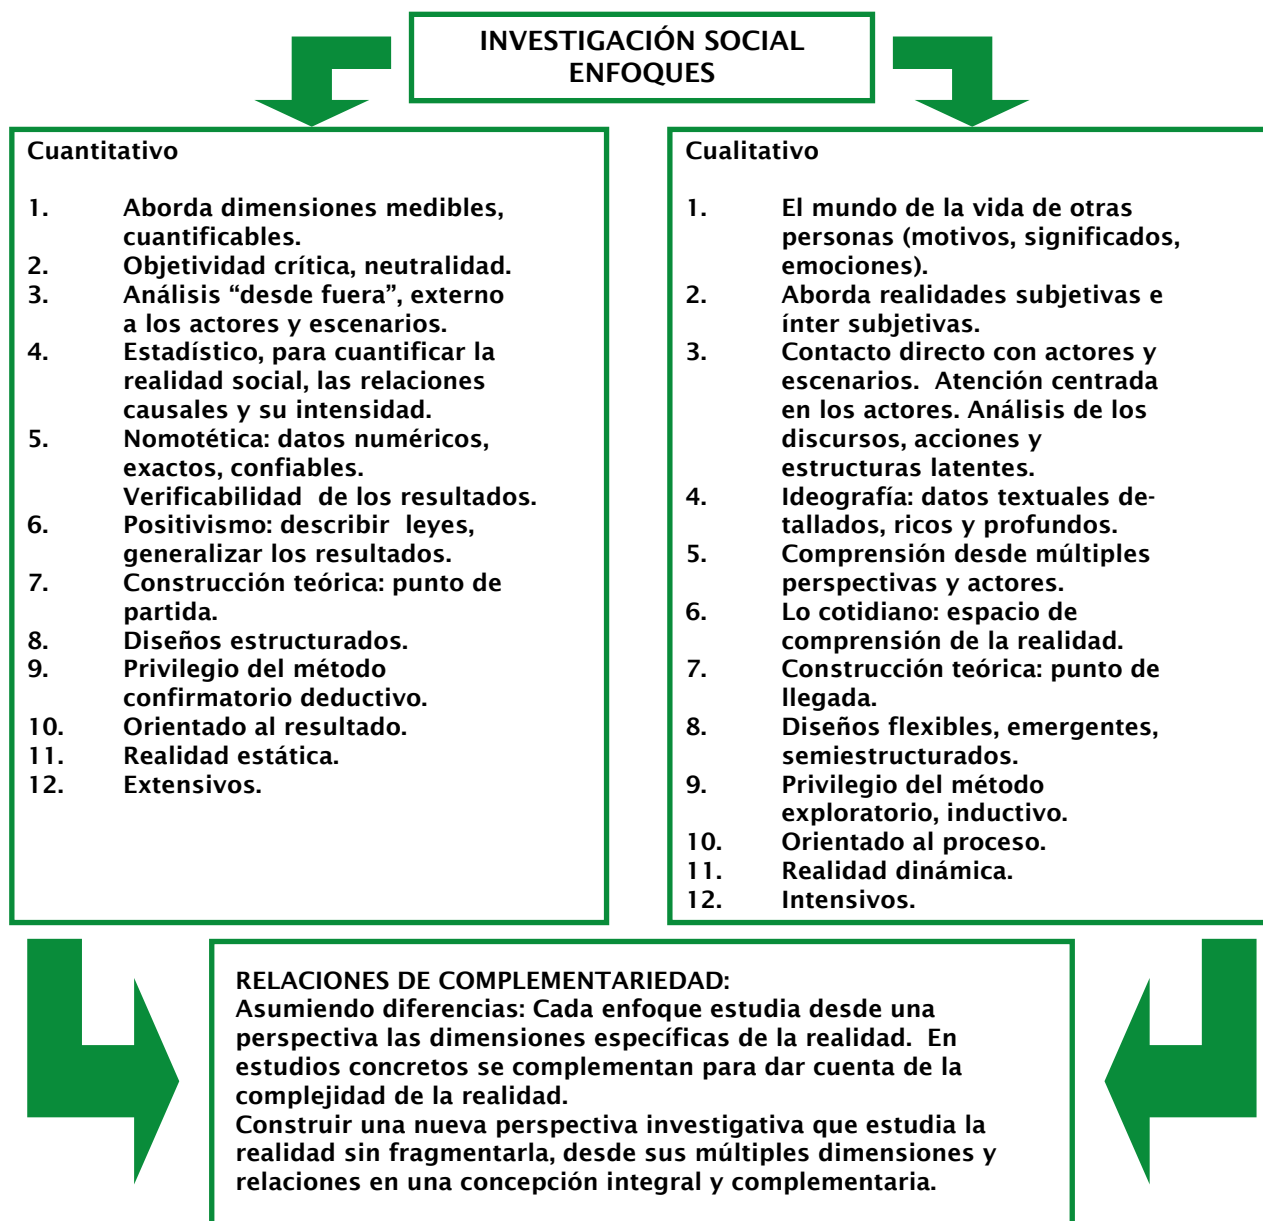 INVESTIGACIÓN SOCIAL
ENFOQUES
Cuantitativo
1. Aborda dimensiones medibles,
cuantificables.
2. Objetividad crítica, neutralidad.
3. Análisis “desde fuera”, externo
a los actores y escenarios.
4. Estadístico, para cuantificar la
realidad social, las relaciones
causales y su intensidad.
5. Nomotética: datos numéricos,
exactos, confiables.
Verificabilidad de los resultados.
6. Positivismo: describir leyes,
generalizar los resultados.
7. Construcción teórica: punto de
partida.
8. Diseños estructurados.
9. Privilegio del método
confirmatorio deductivo.
10. Orientado al resultado.
11. Realidad estática.
12. Extensivos.
Cualitativo
1. El mundo de la vida de otras
personas (motivos, significados,
emociones).
2. Aborda realidades subjetivas e
ínter subjetivas.
3. Contacto directo con actores y
escenarios. Atención centrada
en los actores. Análisis de los
discursos, acciones y
estructuras latentes.
4. Ideografía: datos textuales de-
tallados, ricos y profundos.
5. Comprensión desde múltiples
perspectivas y actores.
6. Lo cotidiano: espacio de
comprensión de la realidad.
7. Construcción teórica: punto de
llegada.
8. Diseños flexibles, emergentes,
semiestructurados.
9. Privilegio del método
exploratorio, inductivo.
10. Orientado al proceso.
11. Realidad dinámica.
12. Intensivos.
RELACIONES DE COMPLEMENTARIEDAD:
Asumiendo diferencias: Cada enfoque estudia desde una
perspectiva las dimensiones específicas de la realidad. En
estudios concretos se complementan para dar cuenta de la
complejidad de la realidad.
Construir una nueva perspectiva investigativa que estudia la
realidad sin fragmentarla, desde sus múltiples dimensiones y
relaciones en una concepción integral y complementaria.